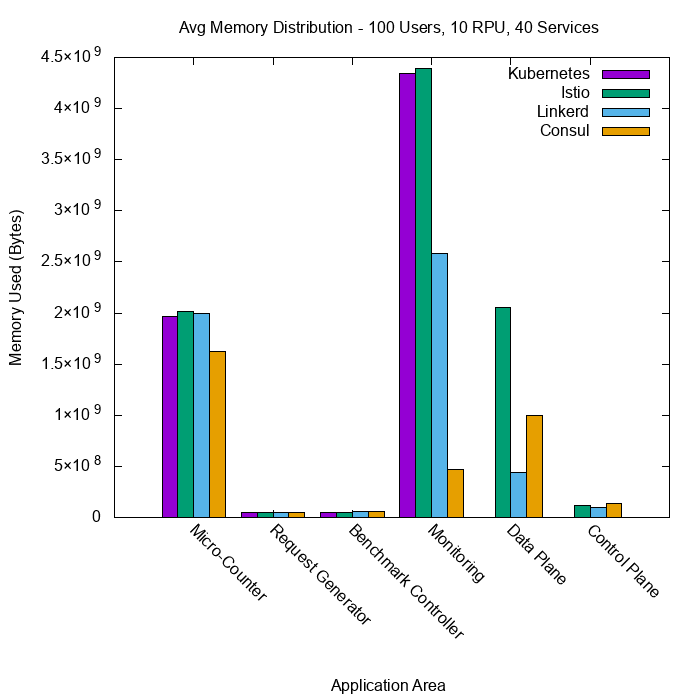 Avg Memory Distribution - 100 Users, 10 RPU, 40 Services
Kubernetes
Istio
Linkerd
Consul
Memory Used (Bytes)
4.5×10⁹
4×10⁹
3.5×10⁹
3×10⁹
2.5×10⁹
2×10⁹
1.5×10⁹
1×10⁹
5×10⁸
0
Micro-Counter
Request Generator
Benchmark Controller
Monitoring
Data Plane
Control Plane
Application Area